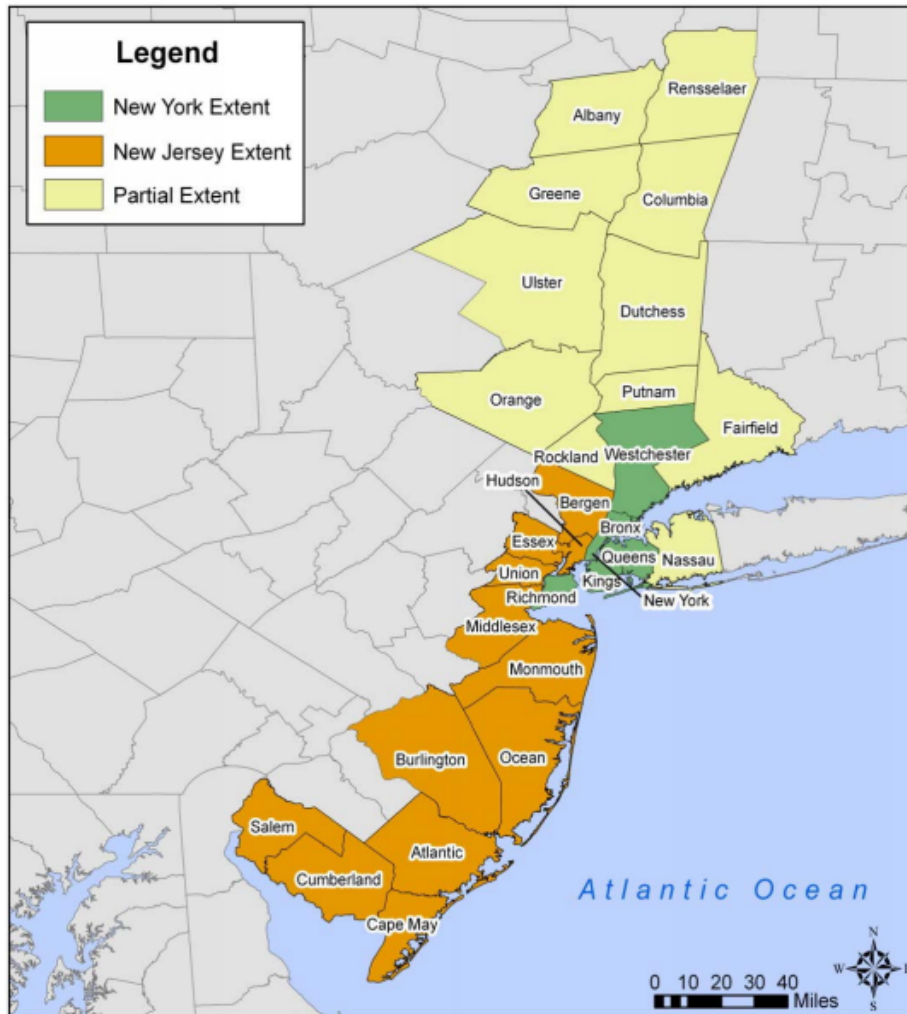 Legend
New York Extent
New Jersey Extent
Partial Extent
Rensselaer
Albany
Greene
Columbia
Ulster
Dutchess
Putnam
Orange
Fairfield
Westchester
Rockland
Hudson
Bergen
Bronx
Essex
Queens
Nassau
Union
Kings
Richmond
New York
Middlesex
Monmouth
Burlington
Ocean
Salem
Atlantic
Cumberland
Cape May
Atlantic Ocean
N
W
E
S
0 10 20 30 40
Miles